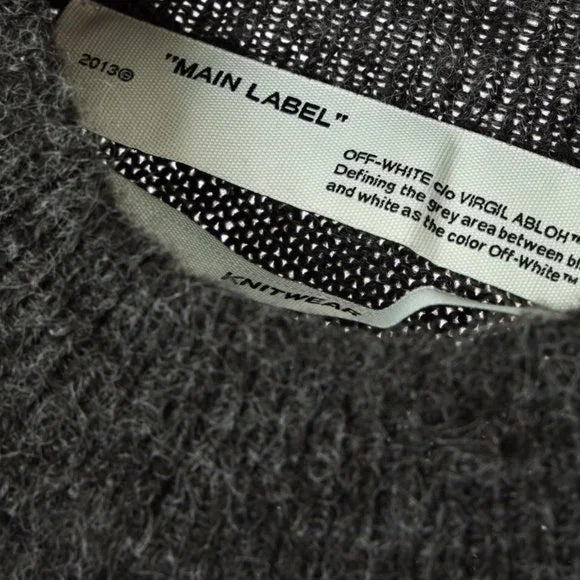 2013©
"MAIN LABEL"
OFF-WHITE c/o VIRGIL ABLOH™
Defining the grey area between
and white as the color Off-White™
KNITWEAR